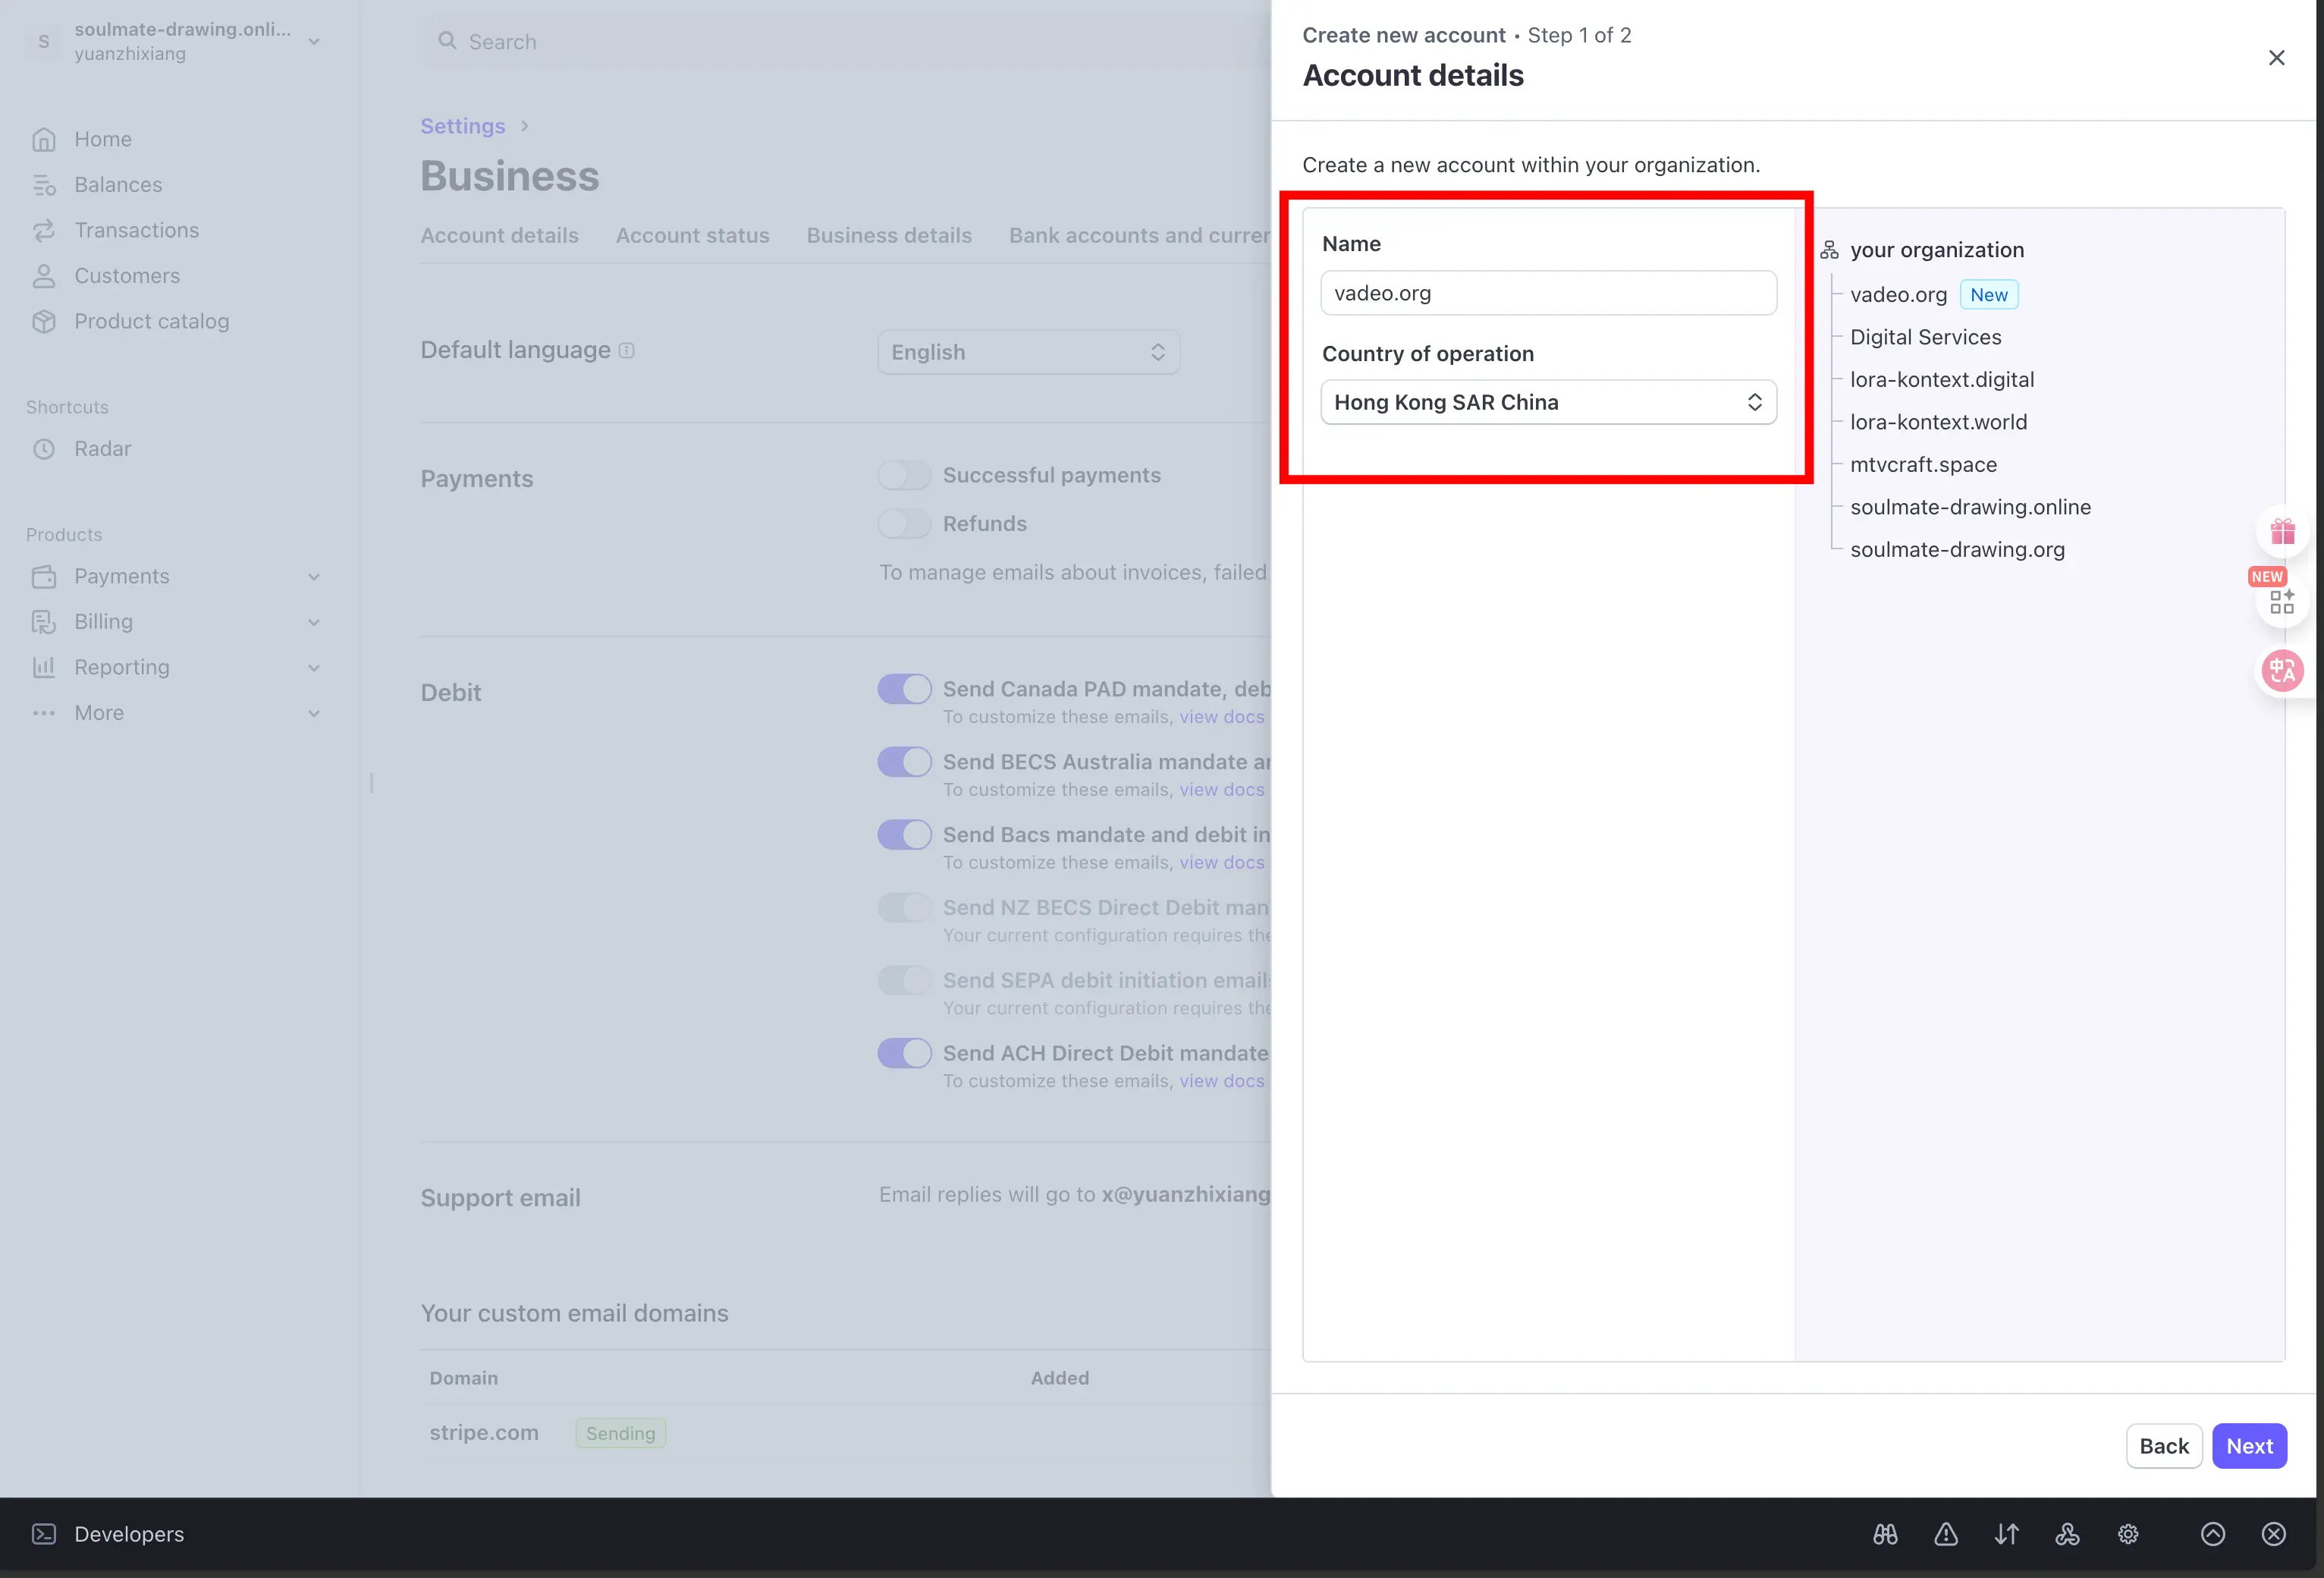 S
soulmate-drawing.onli...
yuanzhixiang
Home
Balances
Transactions
Customers
Product catalog
Shortcuts
Radar
Products
Payments
Billing
Reporting
More
Search
Settings
Business
Account details
Account status
Business details
Bank accounts and curren
Default language
English
Payments
Successful payments
Refunds
To manage emails about invoices, failed
Debit
Send Canada PAD mandate, deb
To customize these emails, view docs
Send BECS Australia mandate an
To customize these emails, view docs
Send Bacs mandate and debit in
To customize these emails, view docs
Send NZ BECS Direct Debit man
Your current configuration requires the
Send SEPA debit initiation emails
Your current configuration requires the
Send ACH Direct Debit mandate
To customize these emails, view docs
Support email
Email replies will go to x@yuanzhixiang
Your custom email domains
Domain
Added
stripe.com
Sending
Create new account • Step 1 of 2
Account details
Create a new account within your organization.
Name
vadeo.org
Country of operation
Hong Kong SAR China
your organization
vadeo.org New
Digital Services
lora-kontext.digital
lora-kontext.world
mtvcraft.space
soulmate-drawing.online
soulmate-drawing.org
NEW
中A
Back
Next
Developers